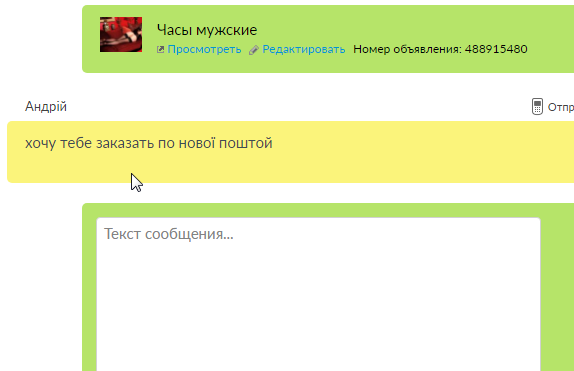 Часы мужские
Просмотреть Редактировать Номер объявления: 488915480
Андрій
Отпр
хочу тебе заказать по нової поштой
Текст сообщения...